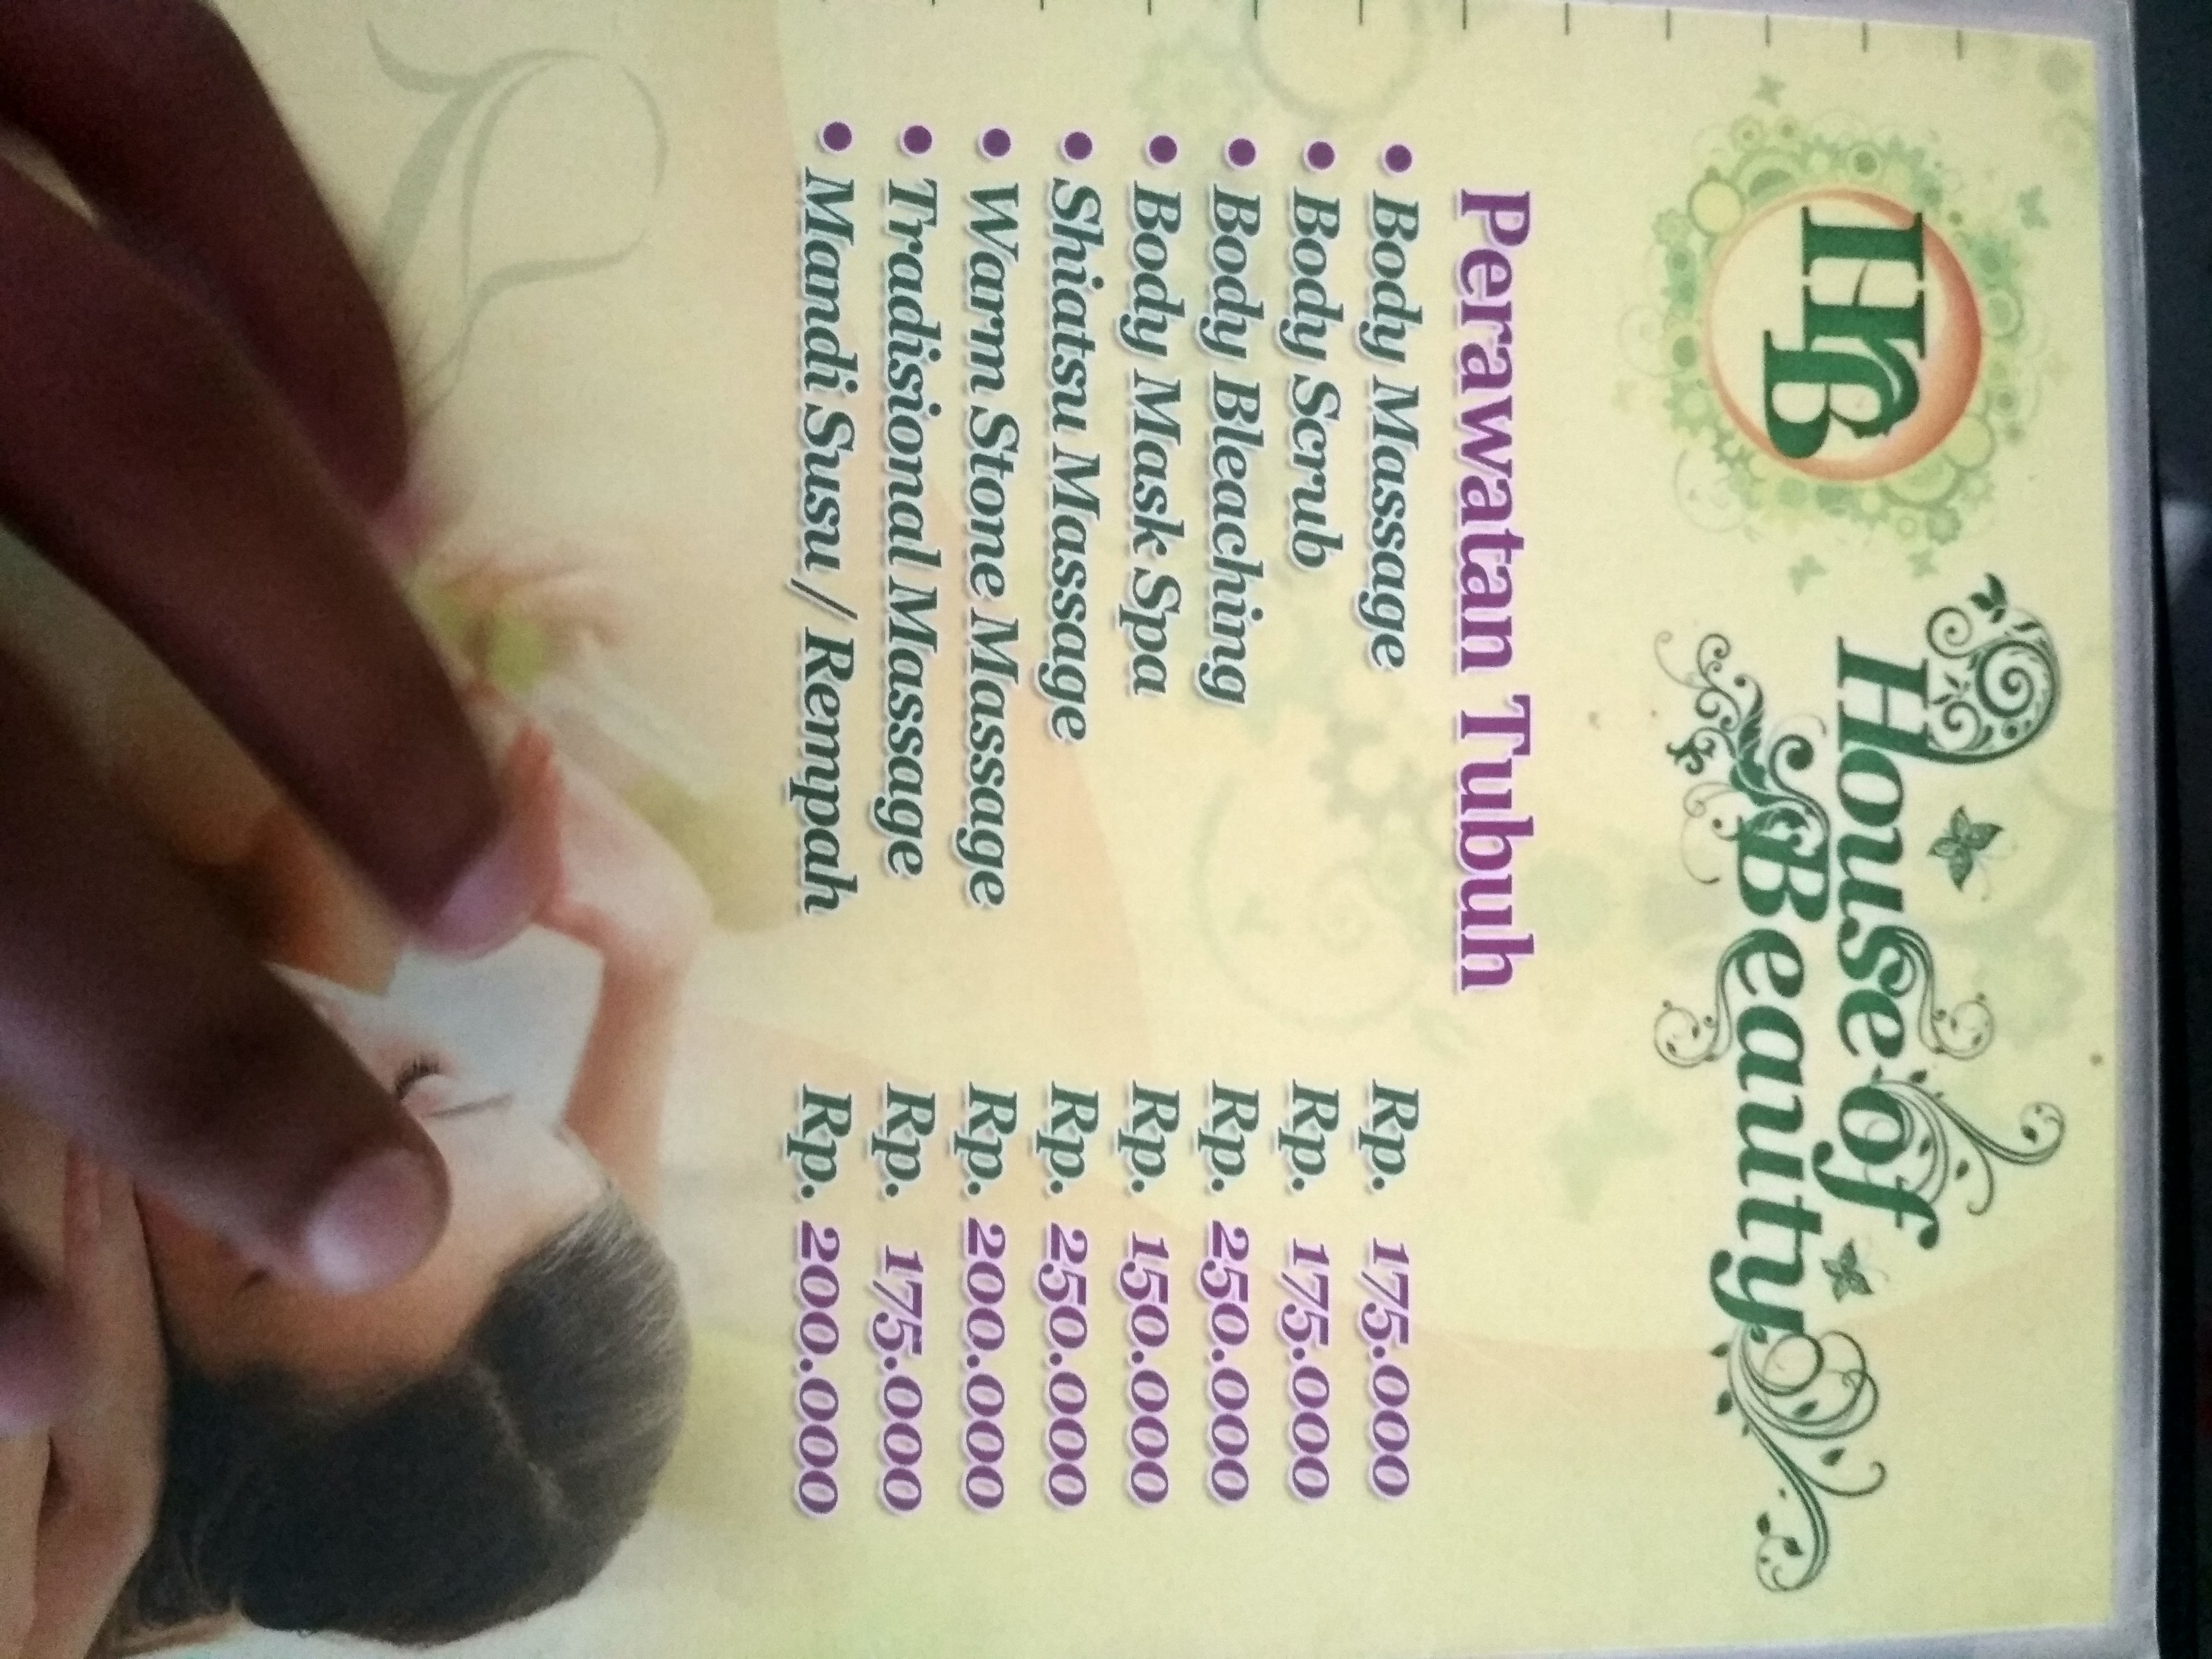 HB
House of
Beauty
Perawatan Tubuh
• Body Massage Rp. 175.000
• Body Scrub Rp. 175.000
• Body Bleaching Rp. 250.000
• Body Mask Spa Rp. 150.000
• Shiatsu Massage Rp. 250.000
• Warm Stone Massage Rp. 200.000
• Tradisional Massage Rp. 175.000
• Mandi Susu / Rempah Rp. 200.000